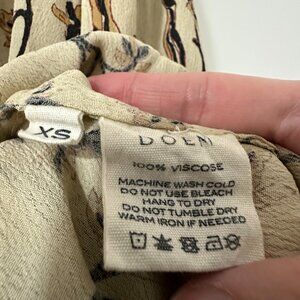 XS
DOEN
100% VISCOSE
MACHINE WASH COLD
DO NOT USE BLEACH
HANG TO DRY
DO NOT TUMBLE DRY
WARM IRON IF NEEDED